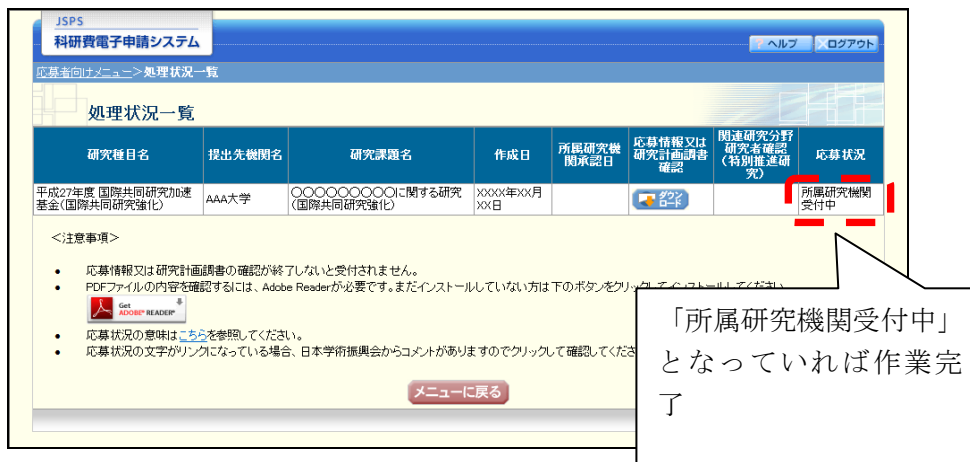 JSPS
科研費電子申請システム
? ヘルプ
ログアウト
応募者向けメニュー>処理状況一覧
処理状況一覧
研究種目名
提出先機関名
研究課題名
作成日
所属研究機
関承認日
応募情報又は
研究計画調書
確認
関連研究分野
研究者確認
(特別推進研
究)
応募状況
平成27年度 国際共同研究加速
基金(国際共同研究強化)
AAA大学
○○○○○○○○○に関する研究
(国際共同研究強化)
XXXX年XX月
XX日
ダウン
ロード
所属研究機関
受付中
<注意事項>
• 応募情報又は研究計画調書の確認が終了しないと受付されません。
• PDFファイルの内容を確認するには、Adobe Readerが必要です。まだインストールしていない方は下のボタンをクリックしてインストールしてください。
Get
ADOBE® READER®
• 応募状況の意味はこちらを参照してください。
• 応募状況の文字がリンクになっている場合、日本学術振興会からコメントがありますのでクリックして確認してくださ
メニューに戻る
「所属研究機関受付中」
となっていれば作業完
了